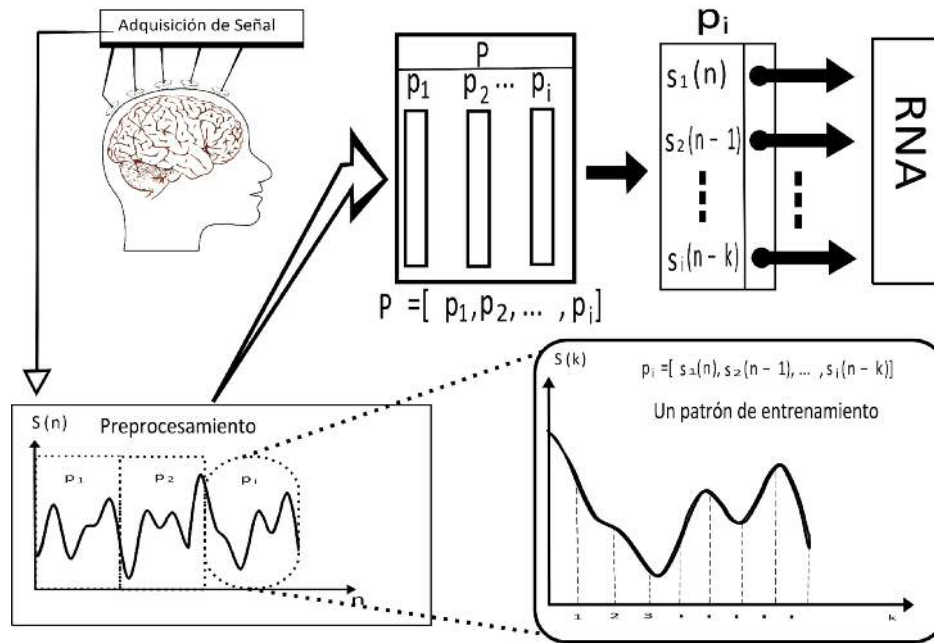 Adquisición de Señal
P
p₁ p₂ ... pᵢ
P =[ p₁,p₂, ... , pᵢ]
pᵢ
s₁(n)
s₂(n - 1)
sᵢ(n - k)
RNA
S(n)
Preprocesamiento
p₁ p₂ pᵢ
n
S(k)
pᵢ =[ s₁(n), s₂(n - 1), ... , sᵢ(n - k)]
Un patrón de entrenamiento
1 2 3 . . . . k